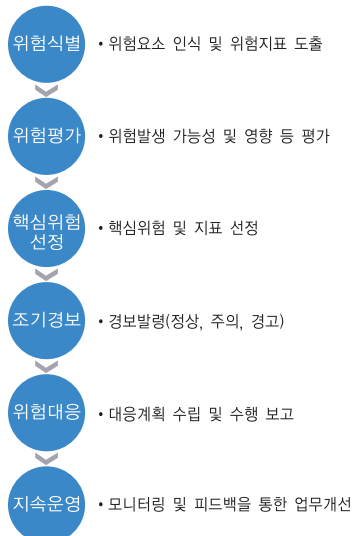 위험식별
• 위험요소 인식 및 위험지표 도출
위험평가
• 위험발생 가능성 및 영향 등 평가
핵심위험
선정
• 핵심위험 및 지표 선정
조기경보
• 경보발령(정상, 주의, 경고)
위험대응
• 대응계획 수립 및 수행 보고
지속운영
• 모니터링 및 피드백을 통한 업무개선